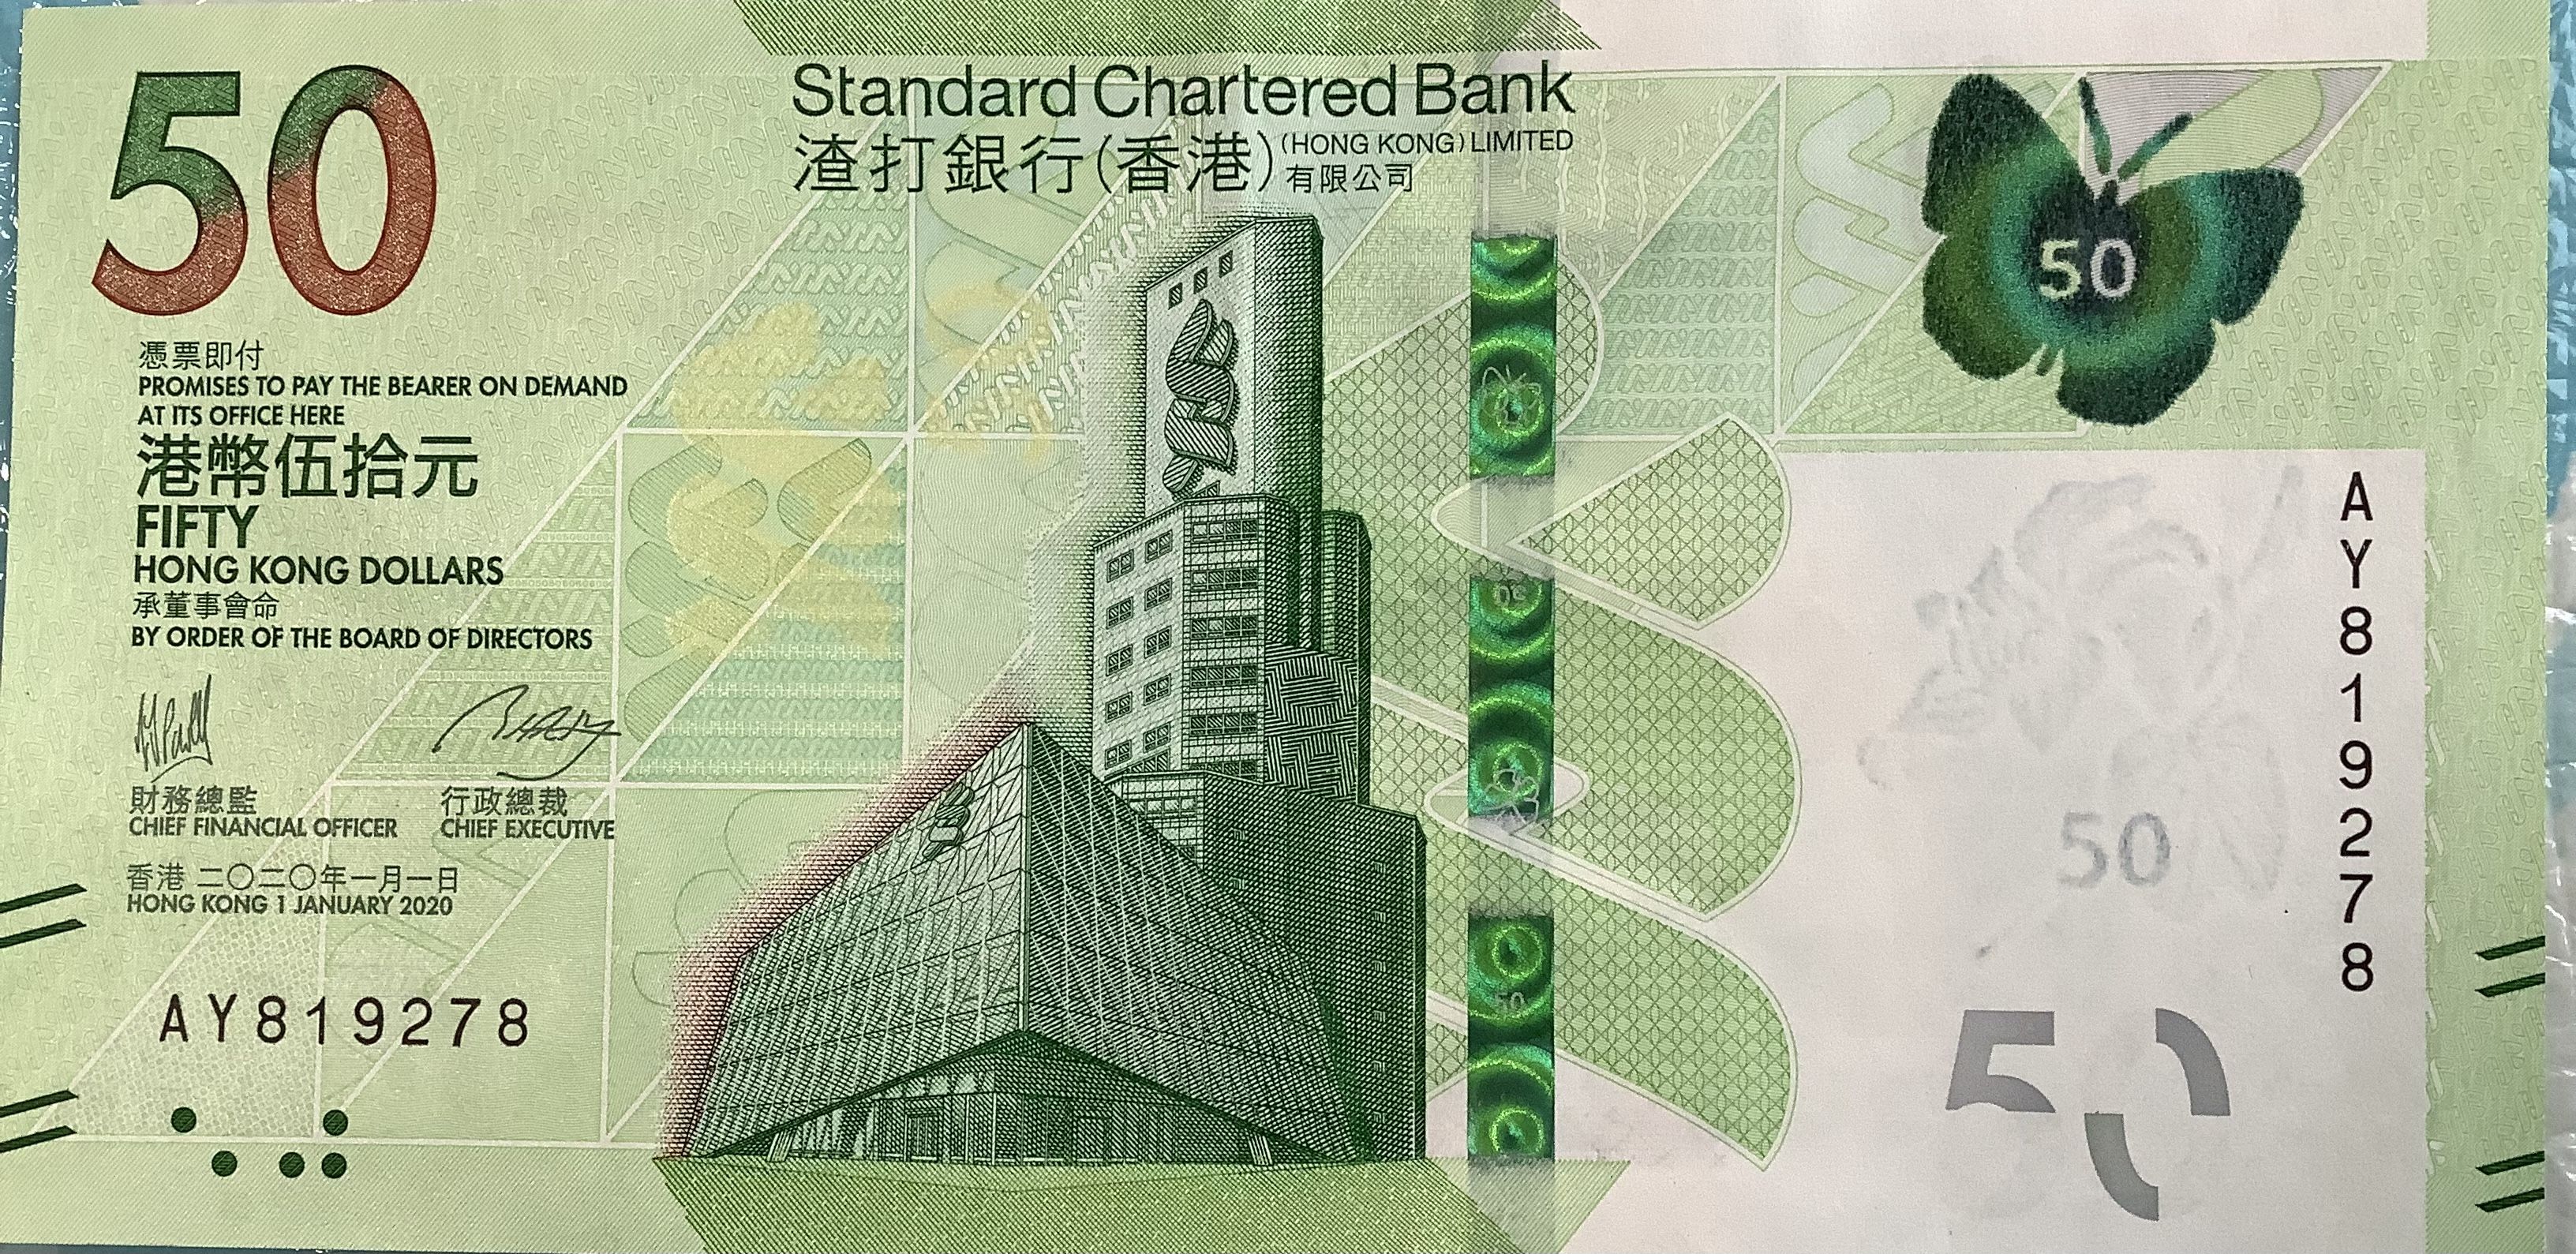 50
Standard Chartered Bank
渣打銀行(香港) (HONG KONG) LIMITED
有限公司
50
憑票即付
PROMISES TO PAY THE BEARER ON DEMAND
AT ITS OFFICE HERE
港幣伍拾元
FIFTY
HONG KONG DOLLARS
承董事會命
BY ORDER OF THE BOARD OF DIRECTORS
財務總監 行政總裁
CHIEF FINANCIAL OFFICER CHIEF EXECUTIVE
香港 二〇二〇年一月一日
HONG KONG 1 JANUARY 2020
AY819278
50
50
AY819278
50
50